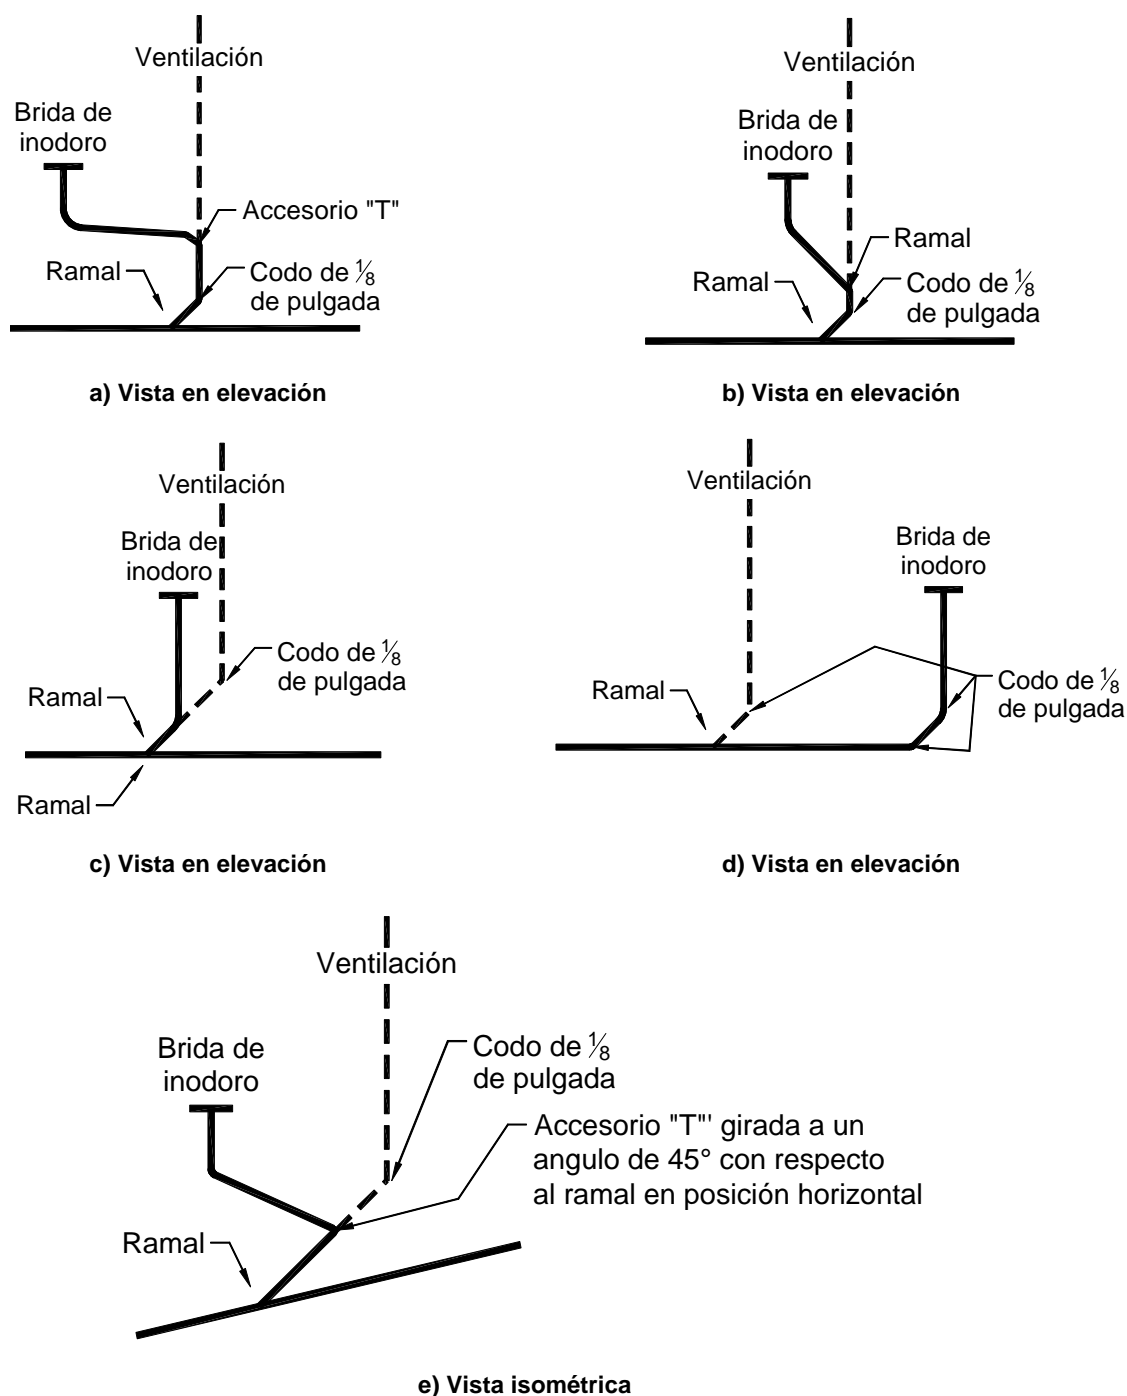 Ventilación
Brida de
inodoro
Accesorio "T"
Ramal
Codo de ⅛
de pulgada
a) Vista en elevación
Ventilación
Brida de
inodoro
Ramal
Ramal
Codo de ⅛
de pulgada
b) Vista en elevación
Ventilación
Brida de
inodoro
Codo de ⅛
de pulgada
Ramal
Ramal
c) Vista en elevación
Ventilación
Brida de
inodoro
Ramal
Codo de ⅛
de pulgada
d) Vista en elevación
Ventilación
Brida de
inodoro
Codo de ⅛
de pulgada
Accesorio "T"' girada a un
angulo de 45° con respecto
al ramal en posición horizontal
Ramal
e) Vista isométrica